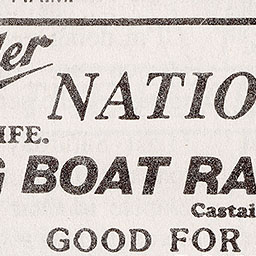 NATIO
IFE.
BOAT RA
Castai
GOOD FOR